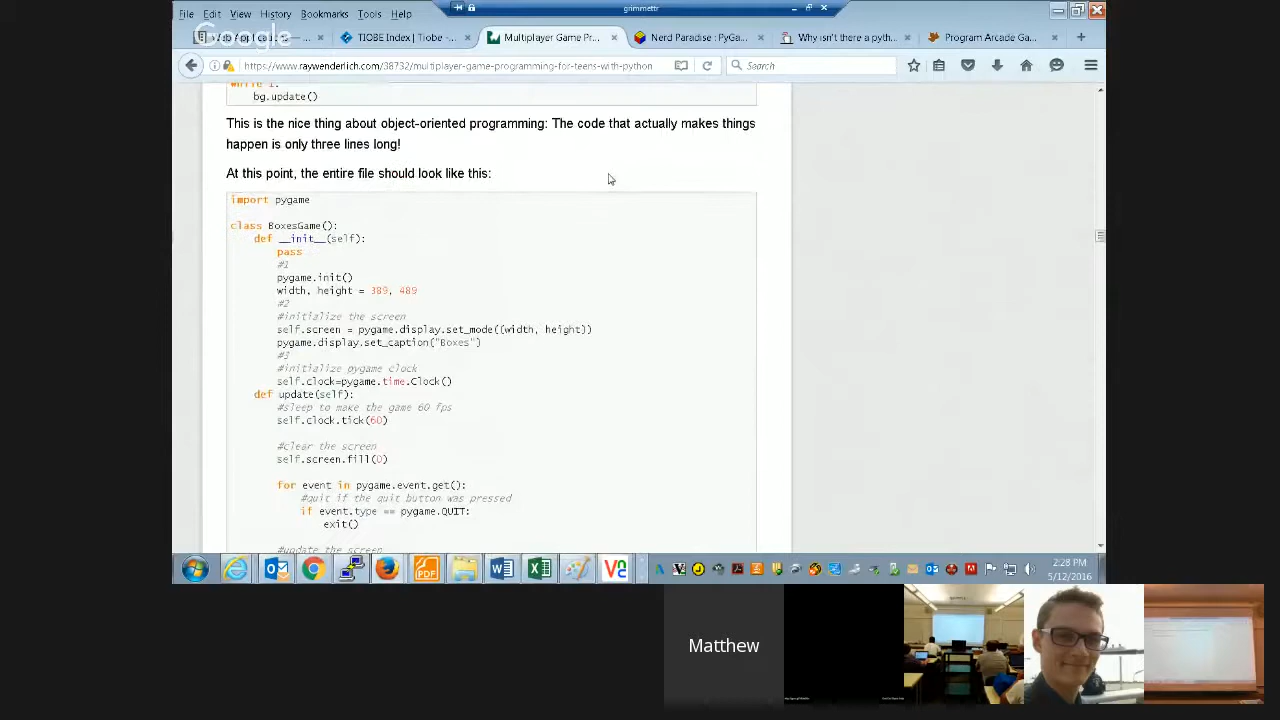 grimmettr
File Edit View History Bookmarks Tools
Google
TIOBE Index | Tiobe - ... Multiplayer Game Pr... Nerd Paradise : PyGa... Why isn't there a pyth... Program Arcade Ga...
https://www.raywenderlich.com/38732/multiplayer-game-programming-for-teens-with-python
Search
while 1:
bg.update()
This is the nice thing about object-oriented programming: The code that actually makes things
happen is only three lines long!
At this point, the entire file should look like this:
import pygame
class BoxesGame():
def __init__(self):
pass
#1
pygame.init()
width, height = 389, 489
#2
#initialize the screen
self.screen = pygame.display.set_mode((width, height))
pygame.display.set_caption("Boxes")
#3
#initialize pygame clock
self.clock=pygame.time.Clock()
def update(self):
#sleep to make the game 60 fps
self.clock.tick(60)
#clear the screen
self.screen.fill(0)
for event in pygame.event.get():
#quit if the quit button was pressed
if event.type == pygame.QUIT:
exit()
#update the screen
2:28 PM
5/12/2016
Matthew